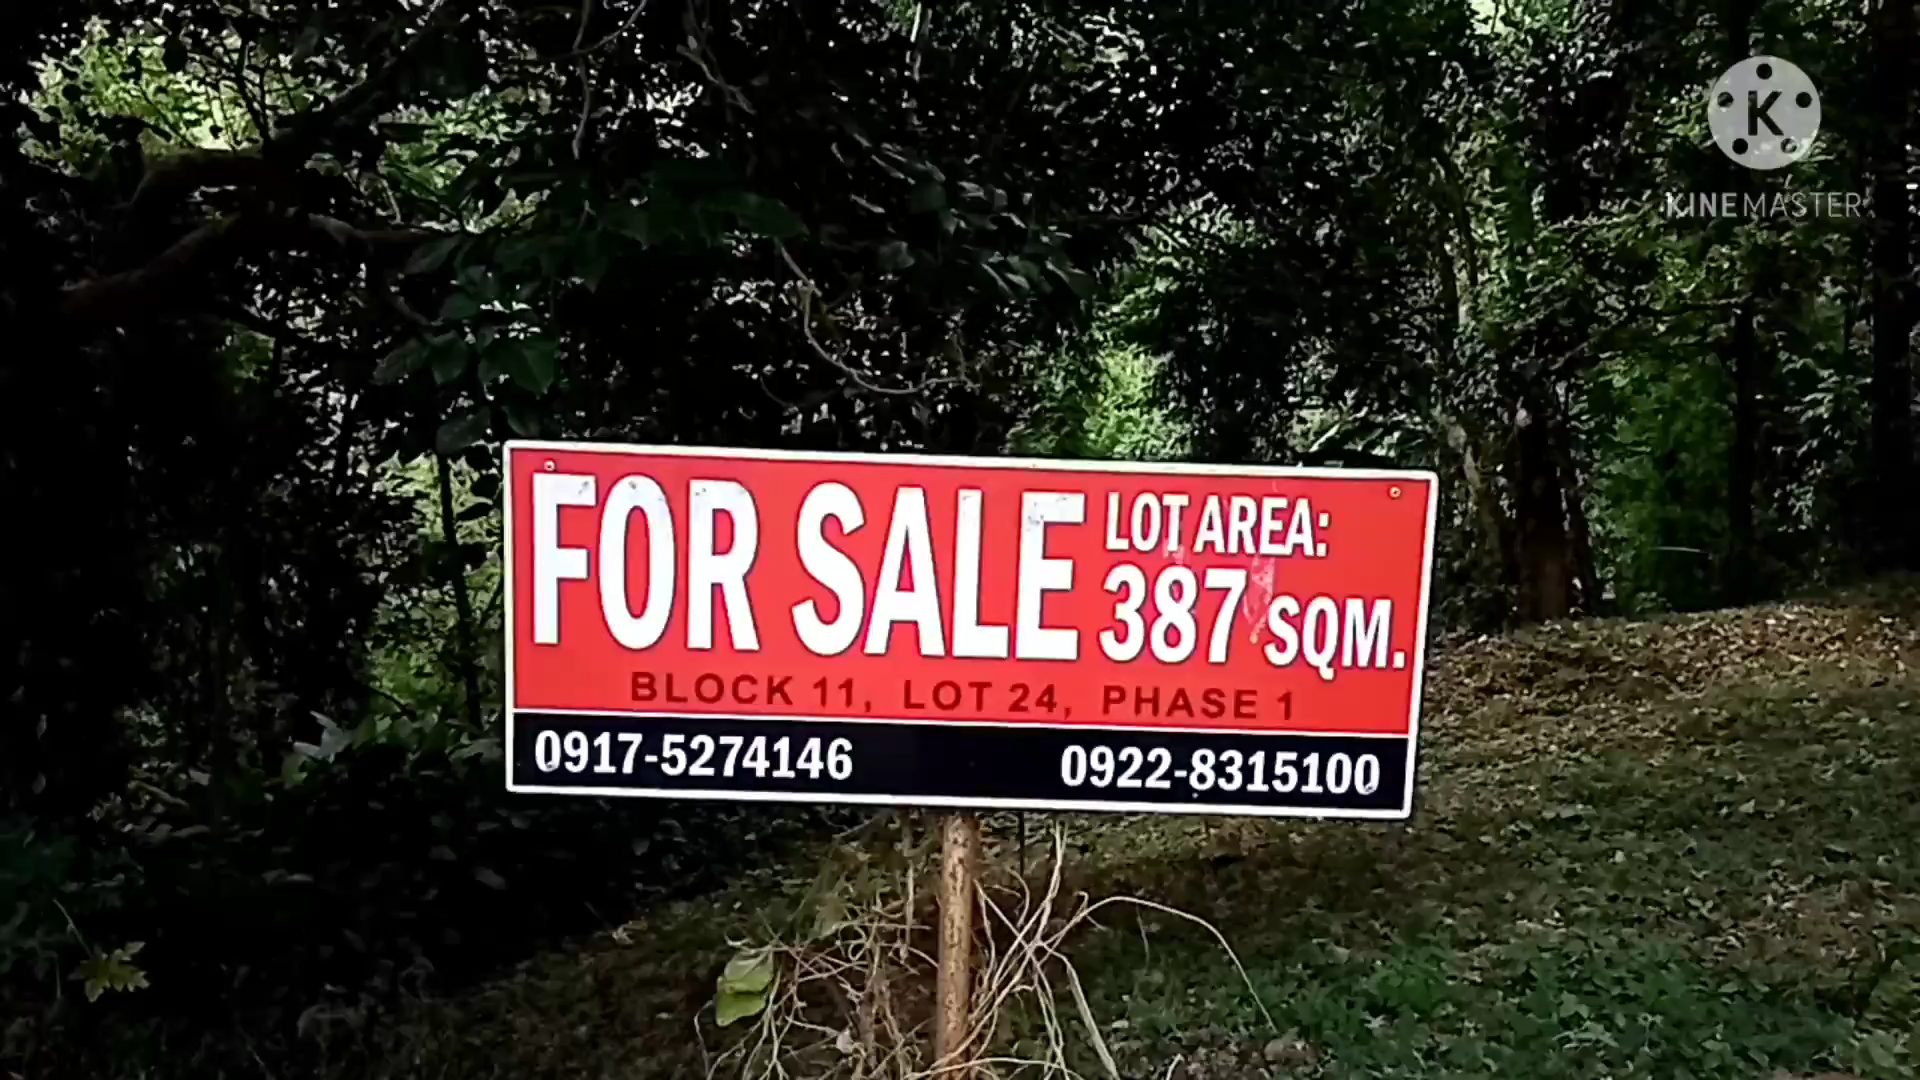 K
KINEMASTER
FOR SALE
LOT AREA:
387 SQM.
BLOCK 11, LOT 24, PHASE 1
0917-5274146
0922-8315100